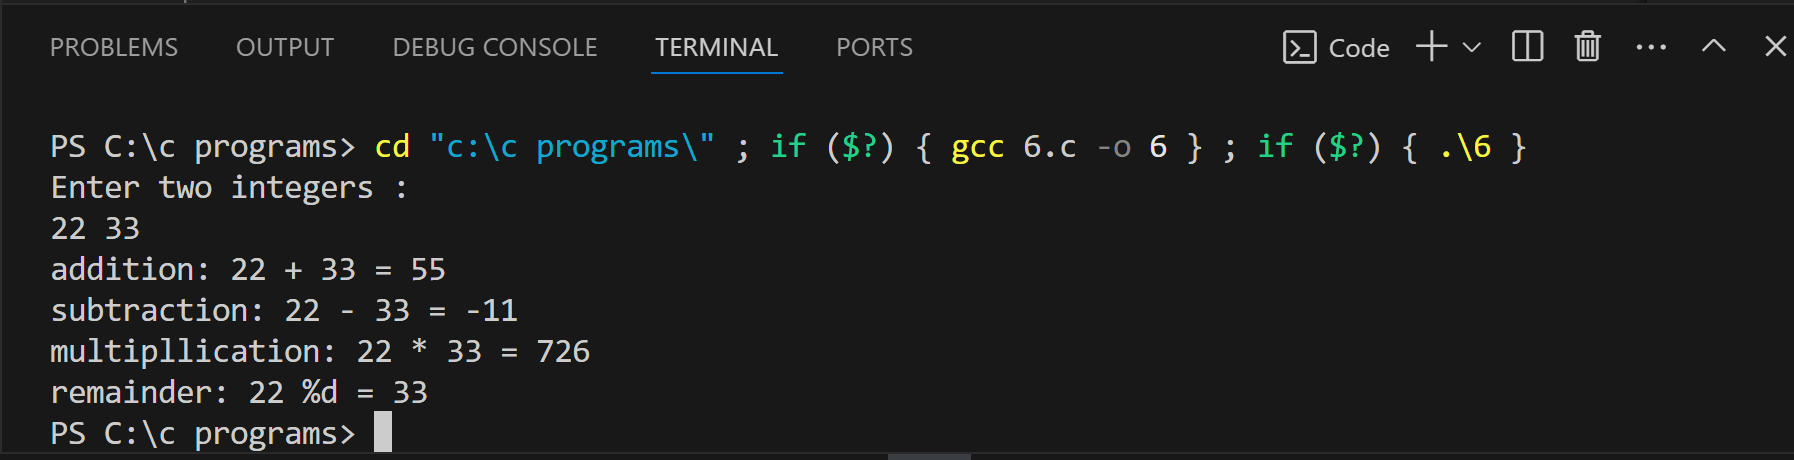 PROBLEMS OUTPUT DEBUG CONSOLE TERMINAL PORTS Code
PS C:\c programs> cd "c:\c programs\" ; if ($?) { gcc 6.c -o 6 } ; if ($?) { .\6 }
Enter two integers :
22 33
addition: 22 + 33 = 55
subtraction: 22 - 33 = -11
multipllication: 22 * 33 = 726
remainder: 22 %d = 33
PS C:\c programs>